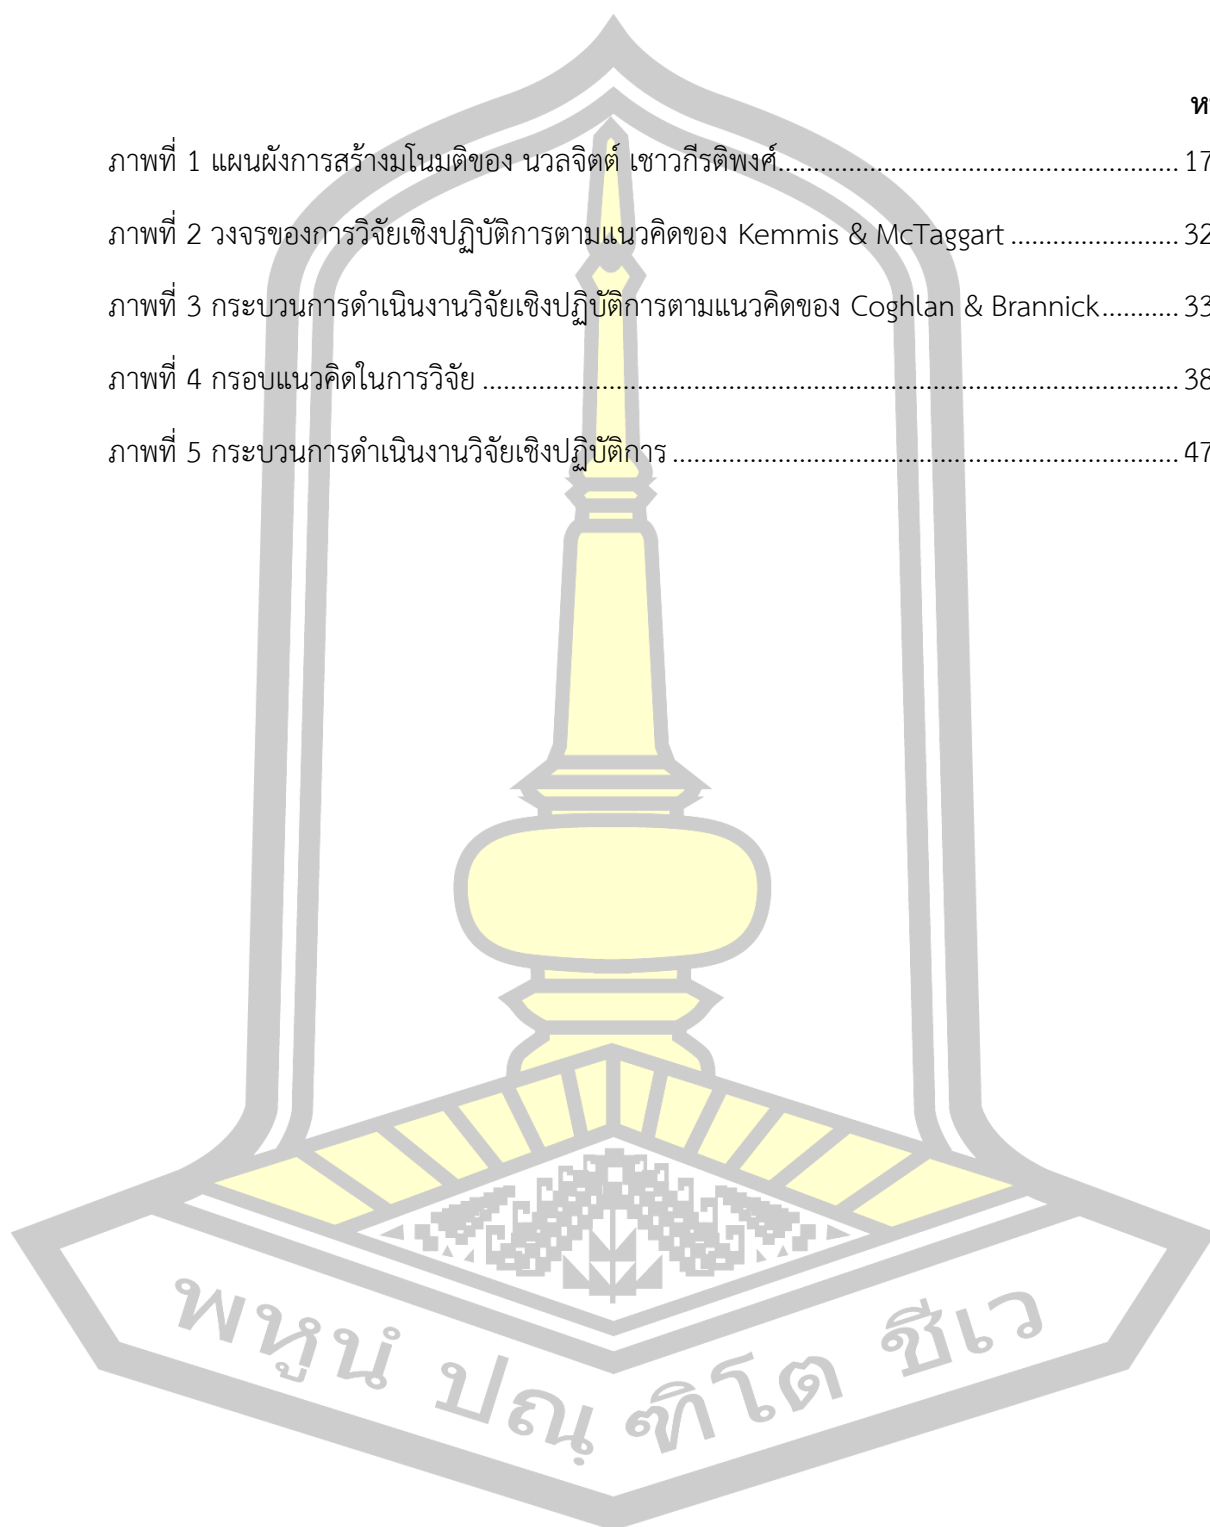 ภาพที่ 1 แผนผังการสร้างมโนมติของ นวลจิตต์ เชาวกีรติพงศ์.......................................................... 17
ภาพที่ 2 วงจรของการวิจัยเชิงปฏิบัติการตามแนวคิดของ Kemmis & McTaggart ........................ 32
ภาพที่ 3 กระบวนการดำเนินงานวิจัยเชิงปฏิบัติการตามแนวคิดของ Coghlan & Brannick........... 33
ภาพที่ 4 กรอบแนวคิดในการวิจัย .................................................................................................... 38
ภาพที่ 5 กระบวนการดำเนินงานวิจัยเชิงปฏิบัติการ ......................................................................... 47
พหูนํ ปณฺฑิโต ชีเว